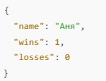 {
"name": "Аня",
"wins": 1,
"losses": 0
}